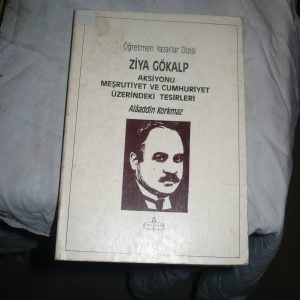 Öğretmen Yazarlar Dizisi
ZİYA GÖKALP
AKSİYONU
MEŞRUTİYET VE CUMHURİYET
ÜZERİNDEKİ TESİRLERİ
Alâaddin Korkmaz